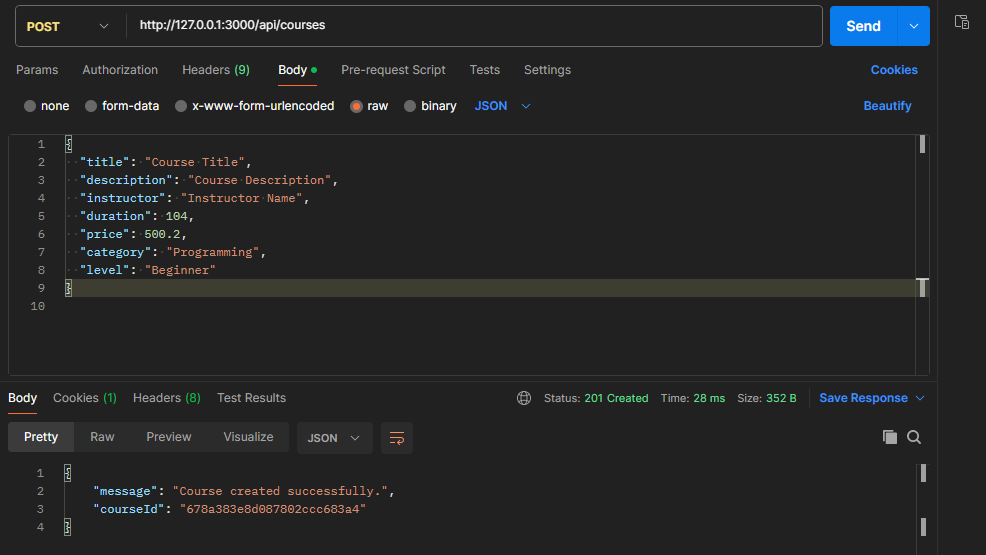 POST http://127.0.0.1:3000/api/courses Send
Params Authorization Headers (9) Body Pre-request Script Tests Settings Cookies
none form-data x-www-form-urlencoded raw binary JSON Beautify
1 {
2 "title": "Course Title",
3 "description": "Course Description",
4 "instructor": "Instructor Name",
5 "duration": 104,
6 "price": 500.2,
7 "category": "Programming",
8 "level": "Beginner"
9 }
10
Body Cookies (1) Headers (8) Test Results Status: 201 Created Time: 28 ms Size: 352 B Save Response
Pretty Raw Preview Visualize JSON
1 {
2 "message": "Course created successfully.",
3 "courseId": "678a383e8d087802ccc683a4"
4 }